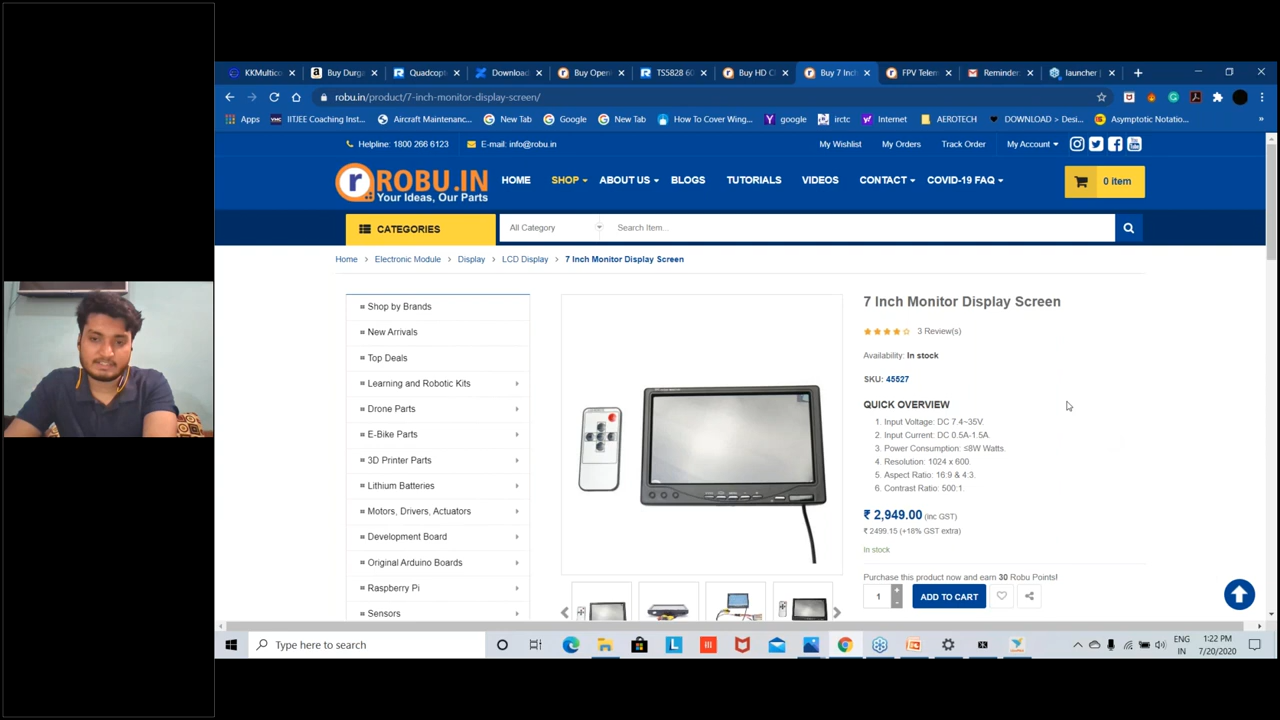 KKMultico
Buy Durga
Quadcopt
Download
Buy Open
TS5828 60
Buy HD C
Buy 7 Inch
FPV Telem
Reminder
launcher |
robu.in/product/7-inch-monitor-display-screen/
Apps
IITJEE Coaching Inst...
Aircraft Maintenanc...
New Tab
Google
New Tab
How To Cover Wing...
google
irctc
Internet
AEROTECH
DOWNLOAD > Desi...
Asymptotic Notatio...
Helpline: 1800 266 6123
E-mail: info@robu.in
My Wishlist
My Orders
Track Order
My Account
ROBU.IN
Your Ideas, Our Parts
HOME
SHOP
ABOUT US
BLOGS
TUTORIALS
VIDEOS
CONTACT
COVID-19 FAQ
0 item
CATEGORIES
All Category
Search Item...
Home > Electronic Module > Display > LCD Display > 7 Inch Monitor Display Screen
Shop by Brands
New Arrivals
Top Deals
Learning and Robotic Kits
Drone Parts
E-Bike Parts
3D Printer Parts
Lithium Batteries
Motors, Drivers, Actuators
Development Board
Original Arduino Boards
Raspberry Pi
Sensors
7 Inch Monitor Display Screen
3 Review(s)
Availability: In stock
SKU: 45527
QUICK OVERVIEW
1. Input Voltage: DC 7.4~35V.
2. Input Current: DC 0.5A-1.5A.
3. Power Consumption: ≤8W Watts.
4. Resolution: 1024 x 600.
5. Aspect Ratio: 16:9 & 4:3.
6. Contrast Ratio: 500:1.
₹ 2,949.00 (inc GST)
₹ 2499.15 (+18% GST extra)
In stock
Purchase this product now and earn 30 Robu Points!
1
ADD TO CART
Type here to search
ENG
IN
1:22 PM
7/20/2020